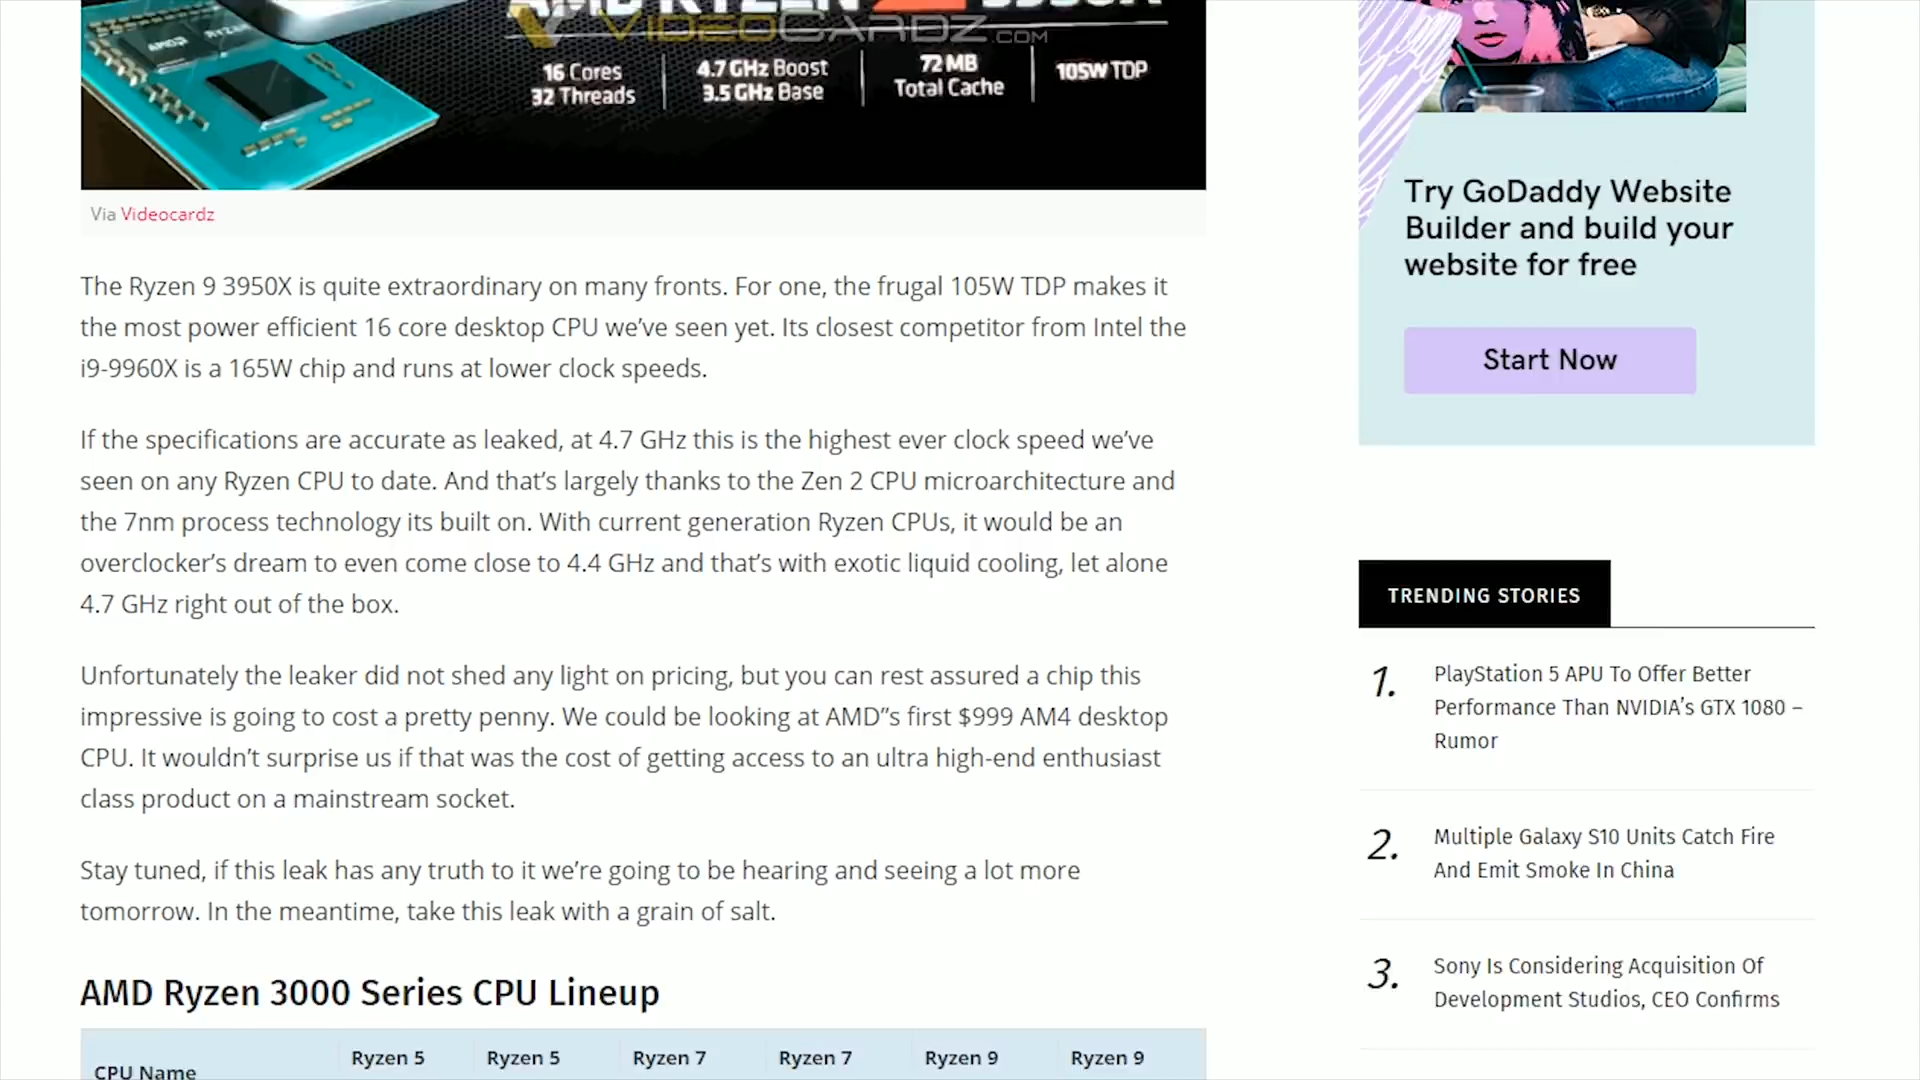 AMD RYZEN 9 3950X
VIDEOCARDZ.COM
16 Cores
32 Threads
4.7 GHz Boost
3.5 GHz Base
72 MB
Total Cache
105W TDP
AMD RYZEN
Via Videocardz
The Ryzen 9 3950X is quite extraordinary on many fronts. For one, the frugal 105W TDP makes it
the most power efficient 16 core desktop CPU we’ve seen yet. Its closest competitor from Intel the
i9-9960X is a 165W chip and runs at lower clock speeds.
If the specifications are accurate as leaked, at 4.7 GHz this is the highest ever clock speed we’ve
seen on any Ryzen CPU to date. And that’s largely thanks to the Zen 2 CPU microarchitecture and
the 7nm process technology its built on. With current generation Ryzen CPUs, it would be an
overclocker’s dream to even come close to 4.4 GHz and that’s with exotic liquid cooling, let alone
4.7 GHz right out of the box.
Unfortunately the leaker did not shed any light on pricing, but you can rest assured a chip this
impressive is going to cost a pretty penny. We could be looking at AMD”s first $999 AM4 desktop
CPU. It wouldn’t surprise us if that was the cost of getting access to an ultra high-end enthusiast
class product on a mainstream socket.
Stay tuned, if this leak has any truth to it we’re going to be hearing and seeing a lot more
tomorrow. In the meantime, take this leak with a grain of salt.
AMD Ryzen 3000 Series CPU Lineup
CPU Name
Ryzen 5
Ryzen 5
Ryzen 7
Ryzen 7
Ryzen 9
Ryzen 9
Try GoDaddy Website
Builder and build your
website for free
Start Now
TRENDING STORIES
1.
PlayStation 5 APU To Offer Better
Performance Than NVIDIA’s GTX 1080 –
Rumor
2.
Multiple Galaxy S10 Units Catch Fire
And Emit Smoke In China
3.
Sony Is Considering Acquisition Of
Development Studios, CEO Confirms